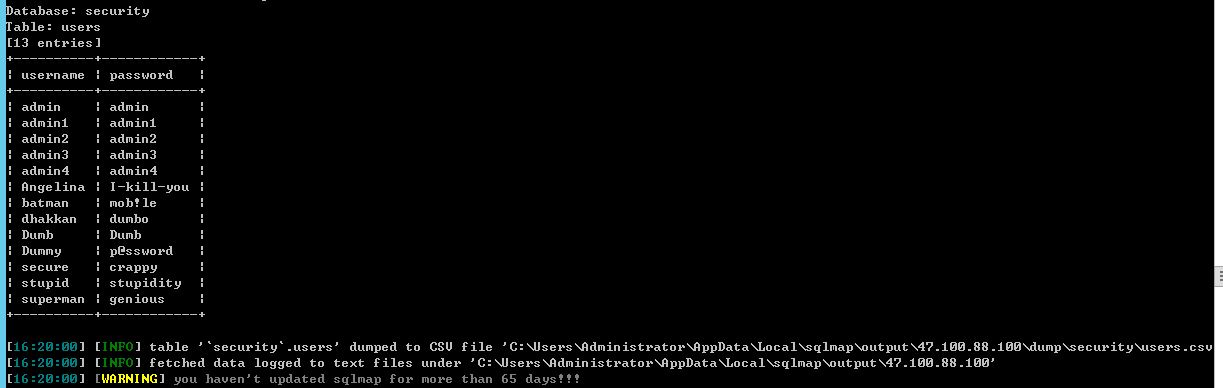 Database: security
Table: users
[13 entries]
+----------+------------+
| username | password   |
+----------+------------+
| admin    | admin      |
| admin1   | admin1     |
| admin2   | admin2     |
| admin3   | admin3     |
| admin4   | admin4     |
| Angelina | I-kill-you |
| batman   | mob!le     |
| dhakkan  | dumbo      |
| Dumb     | Dumb       |
| Dummy    | p@ssword   |
| secure   | crappy     |
| stupid   | stupidity  |
| superman | genious    |
+----------+------------+
[16:20:00] [INFO] table '`security`.users' dumped to CSV file 'C:\Users\Administrator\AppData\Local\sqlmap\output\47.100.88.100\dump\security\users.csv
[16:20:00] [INFO] fetched data logged to text files under 'C:\Users\Administrator\AppData\Local\sqlmap\output\47.100.88.100'
[16:20:00] [WARNING] you haven't updated sqlmap for more than 65 days!!!